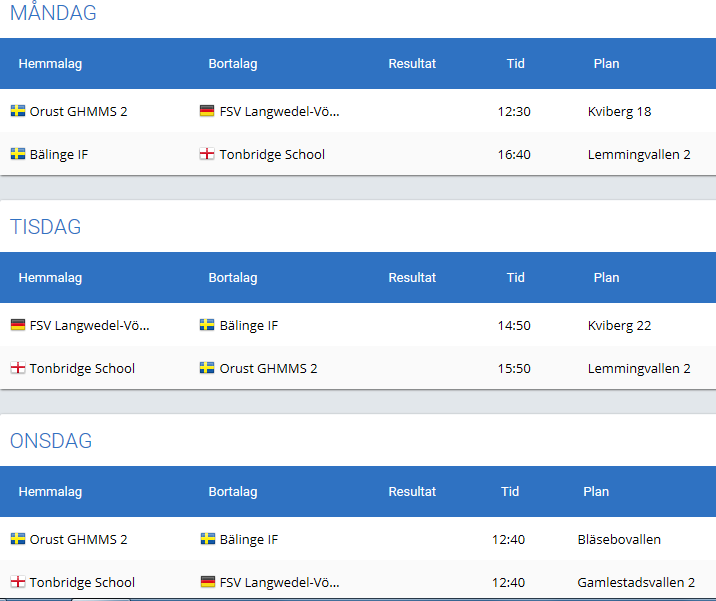 MÅNDAG
Hemmalag Bortalag Resultat Tid Plan
Orust GHMMS 2 FSV Langwedel-Vö... 12:30 Kviberg 18
Bälinge IF Tonbridge School 16:40 Lemmingvallen 2
TISDAG
Hemmalag Bortalag Resultat Tid Plan
FSV Langwedel-Vö... Bälinge IF 14:50 Kviberg 22
Tonbridge School Orust GHMMS 2 15:50 Lemmingvallen 2
ONSDAG
Hemmalag Bortalag Resultat Tid Plan
Orust GHMMS 2 Bälinge IF 12:40 Bläsebovallen
Tonbridge School FSV Langwedel-Vö... 12:40 Gamlestadsvallen 2